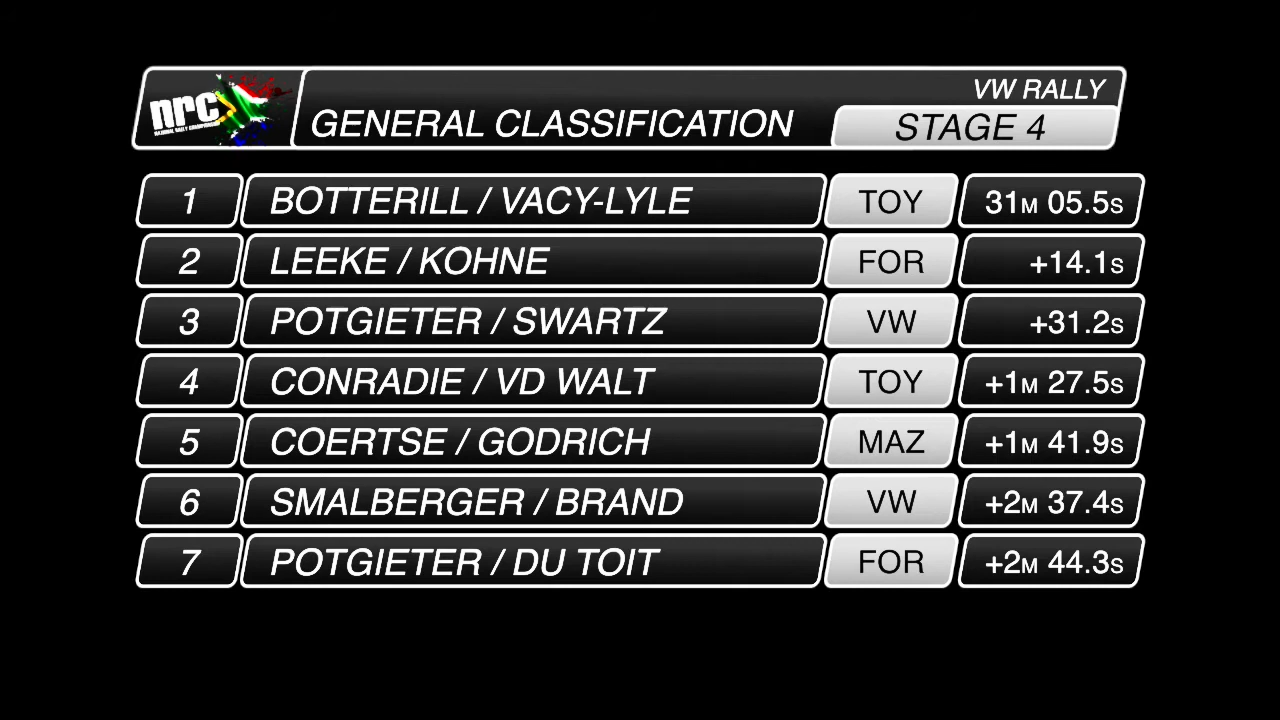 nrc
NATIONAL RALLY CHAMPIONSHIP
VW RALLY
GENERAL CLASSIFICATION
STAGE 4
1 BOTTERILL / VACY-LYLE TOY 31M 05.5S
2 LEEKE / KOHNE FOR +14.1S
3 POTGIETER / SWARTZ VW +31.2S
4 CONRADIE / VD WALT TOY +1M 27.5S
5 COERTSE / GODRICH MAZ +1M 41.9S
6 SMALBERGER / BRAND VW +2M 37.4S
7 POTGIETER / DU TOIT FOR +2M 44.3S